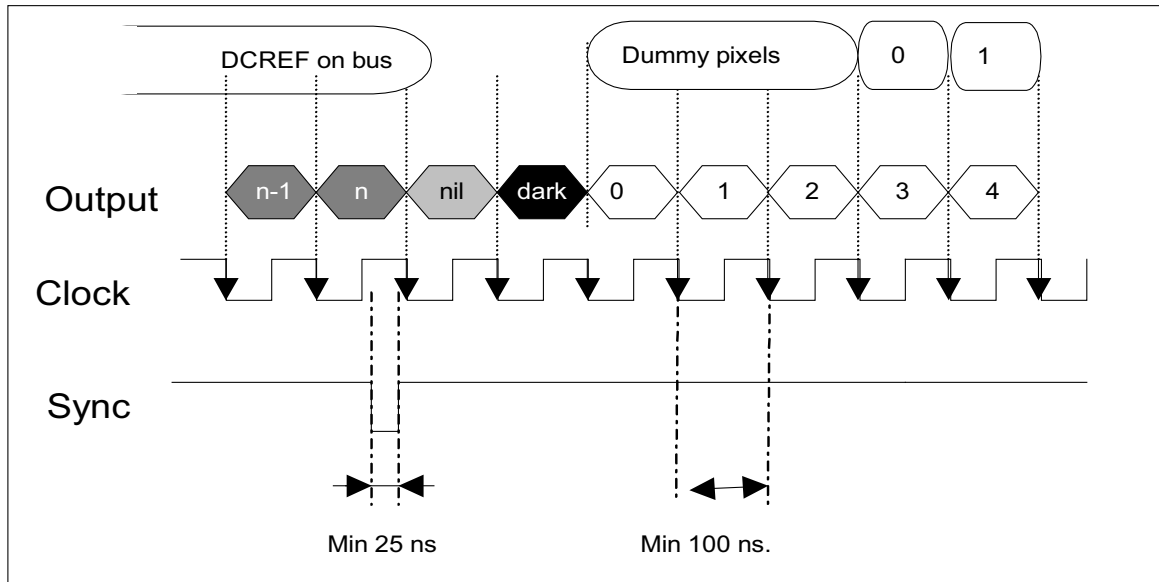 DCREF on bus
Dummy pixels
0
1
Output
n-1
n
nil
dark
0
1
2
3
4
Clock
Sync
Min 25 ns
Min 100 ns.